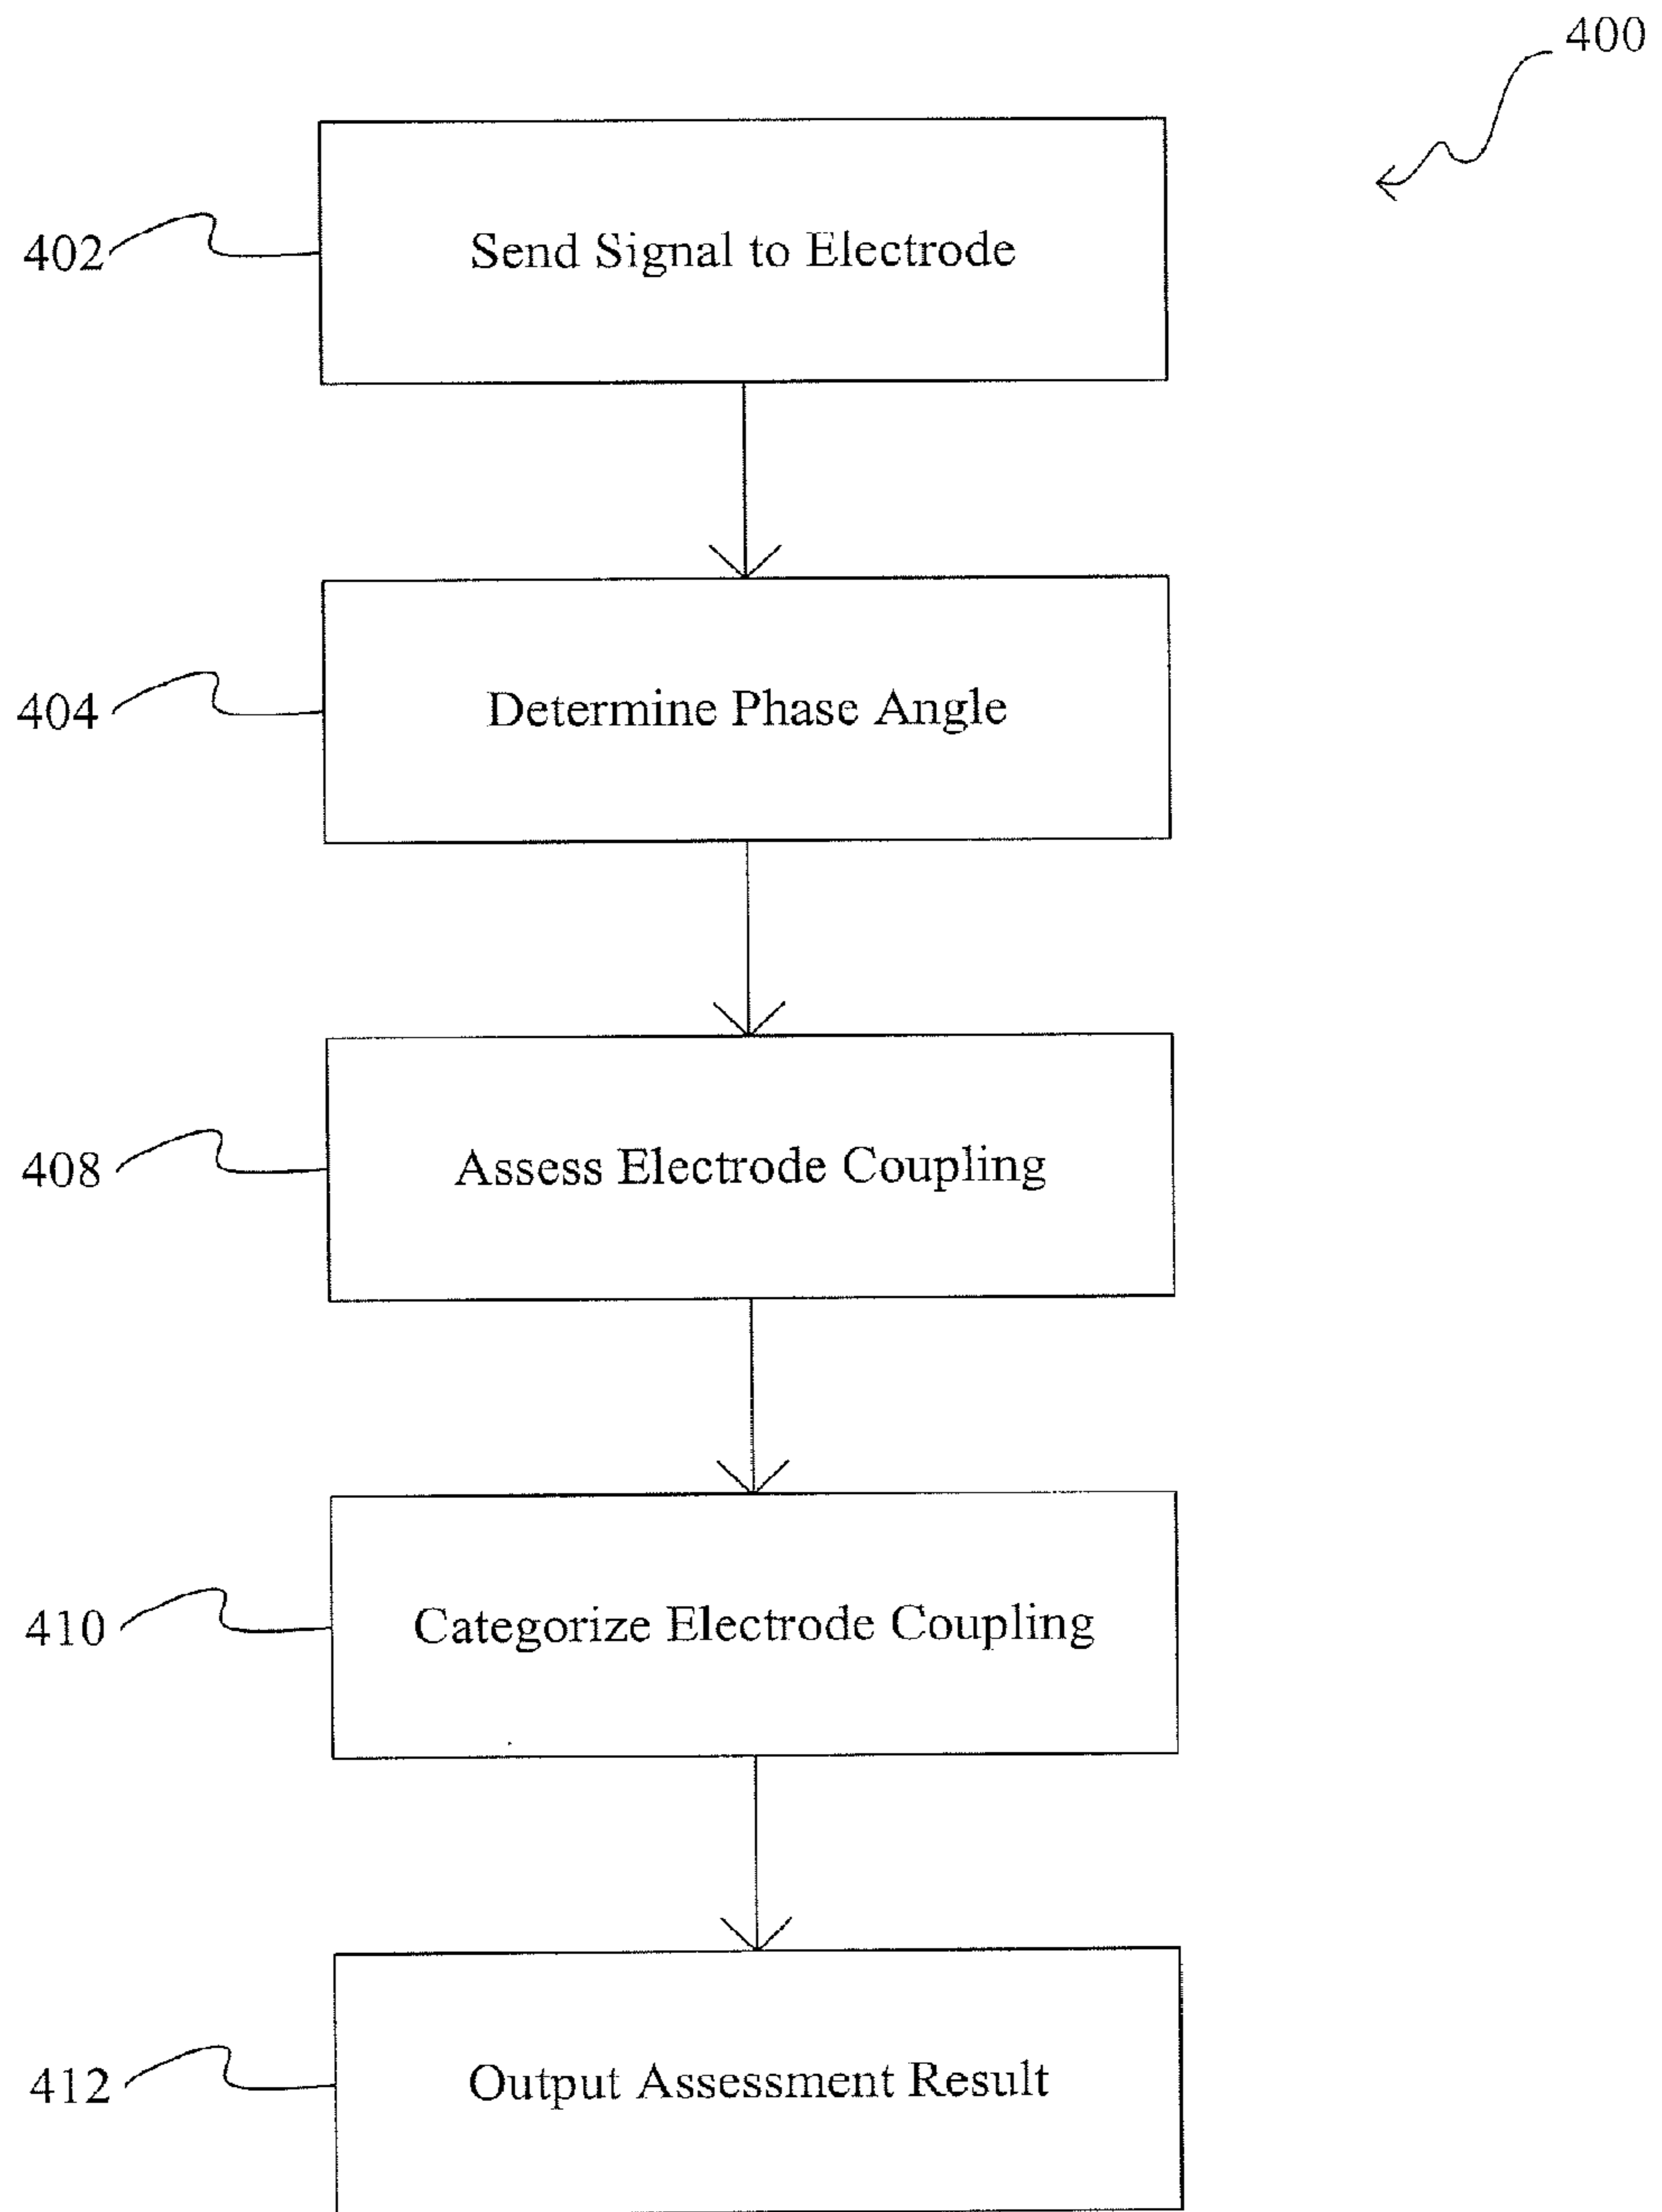 400
402
Send Signal to Electrode
404
Determine Phase Angle
408
Assess Electrode Coupling
410
Categorize Electrode Coupling
412
Output Assessment Result